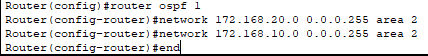 Router(config)#router ospf 1
Router(config-router)#network 172.168.20.0 0.0.0.255 area 2
Router(config-router)#network 172.168.10.0 0.0.0.255 area 2
Router(config-router)#end